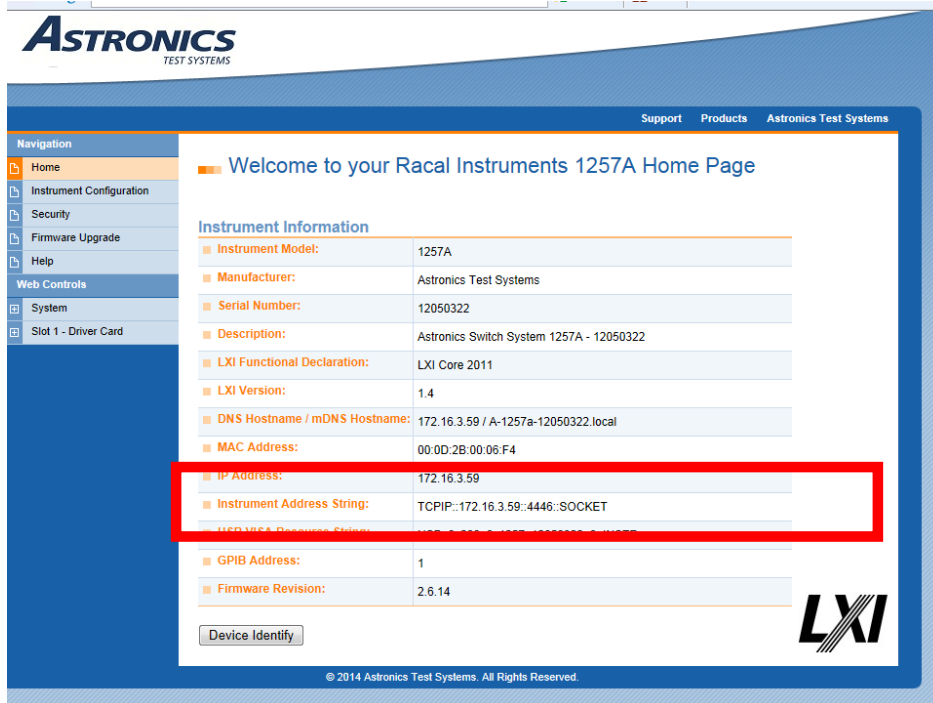 ASTRONICS
TEST SYSTEMS
Support Products Astronics Test Systems
Navigation
Home
Instrument Configuration
Security
Firmware Upgrade
Help
Web Controls
System
Slot 1 - Driver Card
Welcome to your Racal Instruments 1257A Home Page
Instrument Information
Instrument Model: 1257A
Manufacturer: Astronics Test Systems
Serial Number: 12050322
Description: Astronics Switch System 1257A - 12050322
LXI Functional Declaration: LXI Core 2011
LXI Version: 1.4
DNS Hostname / mDNS Hostname: 172.16.3.59 / A-1257a-12050322.local
MAC Address: 00:0D:2B:00:06:F4
IP Address: 172.16.3.59
Instrument Address String: TCPIP::172.16.3.59::4446::SOCKET
USB VISA Resource String:
GPIB Address: 1
Firmware Revision: 2.6.14
Device Identify
LXI
© 2014 Astronics Test Systems. All Rights Reserved.